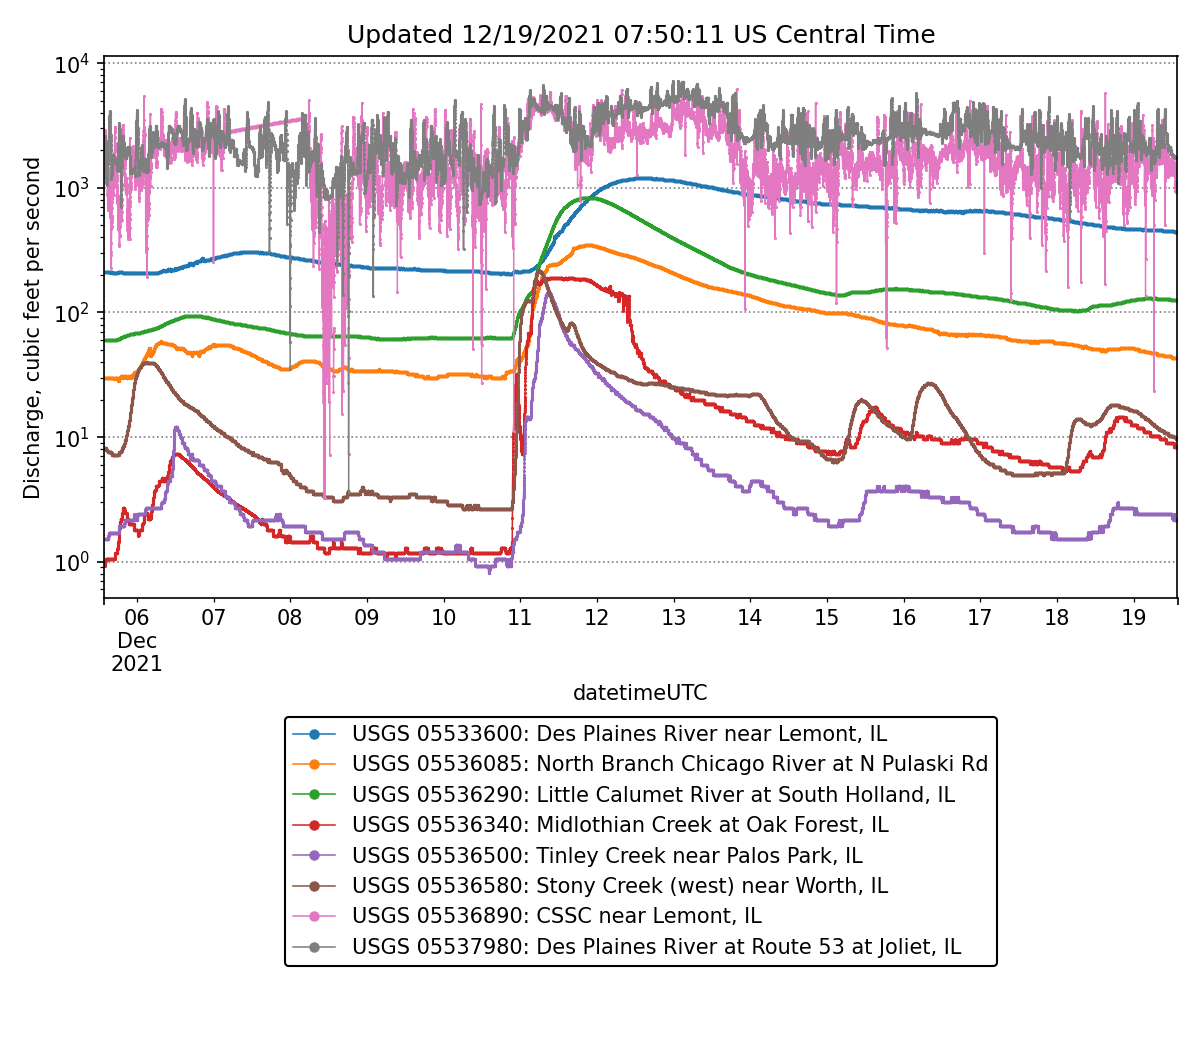 Updated 12/19/2021 07:50:11 US Central Time
Discharge, cubic feet per second
10^4
10^3
10^2
10^1
10^0
06 07 08 09 10 11 12 13 14 15 16 17 18 19
Dec
2021
datetimeUTC
USGS 05533600: Des Plaines River near Lemont, IL
USGS 05536085: North Branch Chicago River at N Pulaski Rd
USGS 05536290: Little Calumet River at South Holland, IL
USGS 05536340: Midlothian Creek at Oak Forest, IL
USGS 05536500: Tinley Creek near Palos Park, IL
USGS 05536580: Stony Creek (west) near Worth, IL
USGS 05536890: CSSC near Lemont, IL
USGS 05537980: Des Plaines River at Route 53 at Joliet, IL